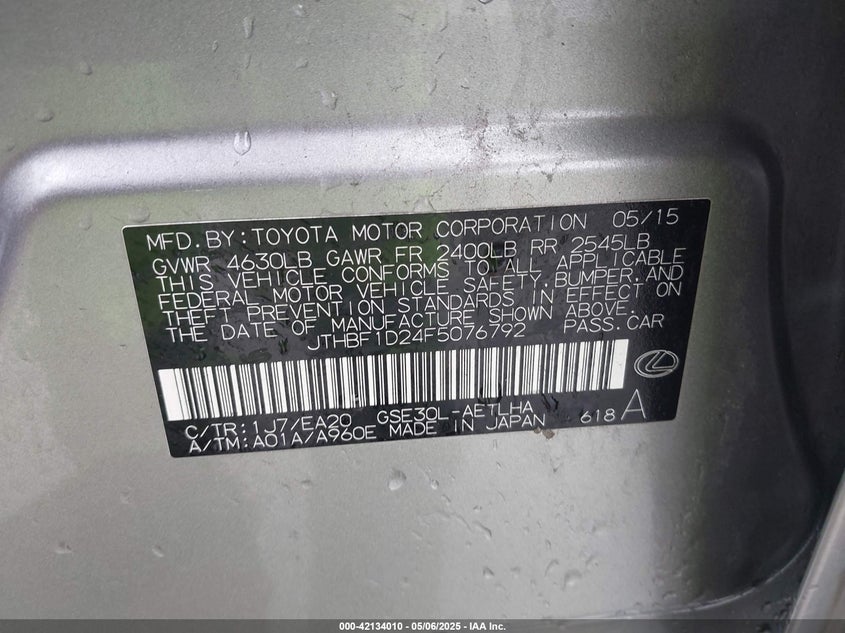 MFD. BY: TOYOTA MOTOR CORPORATION 05/15
GVWR 4630LB GAWR FR 2400LB RR 2545LB
THIS VEHICLE CONFORMS TO ALL APPLICABLE
FEDERAL MOTOR VEHICLE SAFETY, BUMPER, AND
THEFT PREVENTION STANDARDS IN EFFECT ON
THE DATE OF MANUFACTURE SHOWN ABOVE.
JTHBF1D24F5076792 PASS. CAR
C/TR: 1J7/EA20 GSE30L-AETLHA
A/TM: A01A/A960E MADE IN JAPAN 618 A
000-42134010 - 05/06/2025 - IAA Inc.